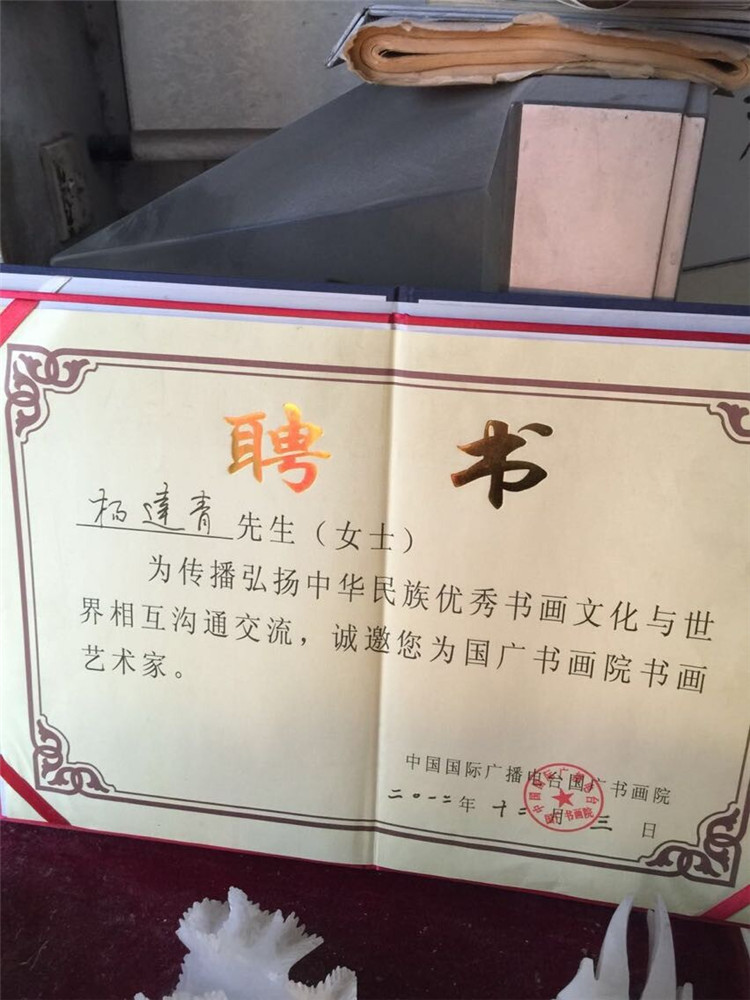 聘书
杨达青先生（女士）
为传播弘扬中华民族优秀书画文化与世
界相互沟通交流，诚邀您为国广书画院书画
艺术家。
中国国际广播电台国广书画院
二〇一二年十二月三日